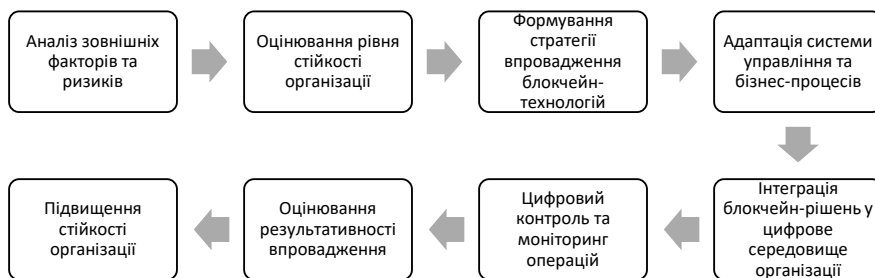 Аналіз зовнішніх
факторів та
ризиків
Оцінювання рівня
стійкості
організації
Формування
стратегії
впровадження
блокчейн-
технологій
Адаптація системи
управління та
бізнес-процесів
Інтеграція
блокчейн-рішень у
цифрове
середовище
організації
Цифровий
контроль та
моніторинг
операцій
Оцінювання
результативності
впровадження
Підвищення
стійкості
організації